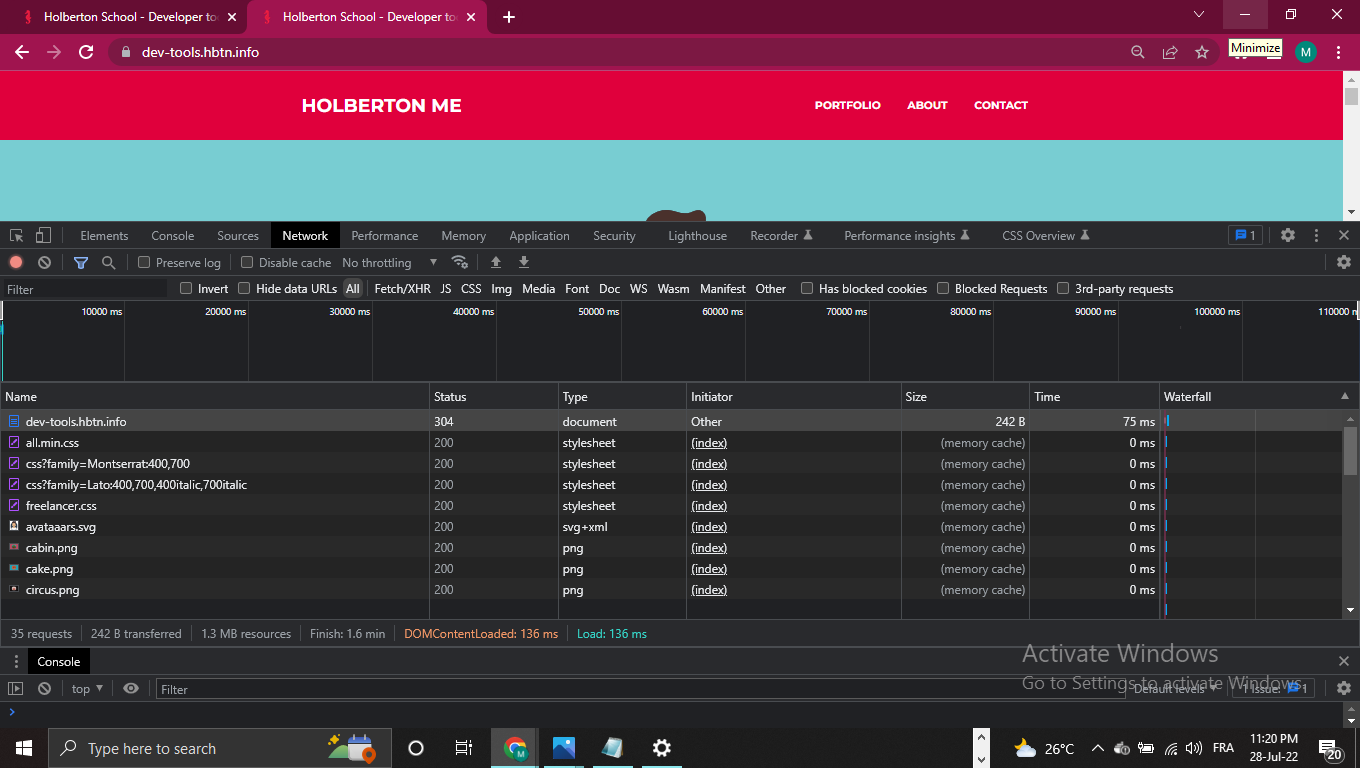 Holberton School - Developer to
Holberton School - Developer to
dev-tools.hbtn.info
Minimize
M
HOLBERTON ME
PORTFOLIO ABOUT CONTACT
Elements Console Sources Network Performance Memory Application Security Lighthouse Recorder Performance insights CSS Overview 1
Preserve log Disable cache No throttling
Filter Invert Hide data URLs All Fetch/XHR JS CSS Img Media Font Doc WS Wasm Manifest Other Has blocked cookies Blocked Requests 3rd-party requests
10000 ms 20000 ms 30000 ms 40000 ms 50000 ms 60000 ms 70000 ms 80000 ms 90000 ms 100000 ms 110000 n
Name Status Type Initiator Size Time Waterfall
dev-tools.hbtn.info 304 document Other 242 B 75 ms
all.min.css 200 stylesheet (index) (memory cache) 0 ms
css?family=Montserrat:400,700 200 stylesheet (index) (memory cache) 0 ms
css?family=Lato:400,700,400italic,700italic 200 stylesheet (index) (memory cache) 0 ms
freelancer.css 200 stylesheet (index) (memory cache) 0 ms
avataaars.svg 200 svg+xml (index) (memory cache) 0 ms
cabin.png 200 png (index) (memory cache) 0 ms
cake.png 200 png (index) (memory cache) 0 ms
circus.png 200 png (index) (memory cache) 0 ms
35 requests 242 B transferred 1.3 MB resources Finish: 1.6 min DOMContentLoaded: 136 ms Load: 136 ms
Console
Activate Windows
Go to Settings to activate Windows.
top Filter Default levels 1 Issue: 1
Type here to search
M
26°C
FRA
11:20 PM
28-Jul-22
20